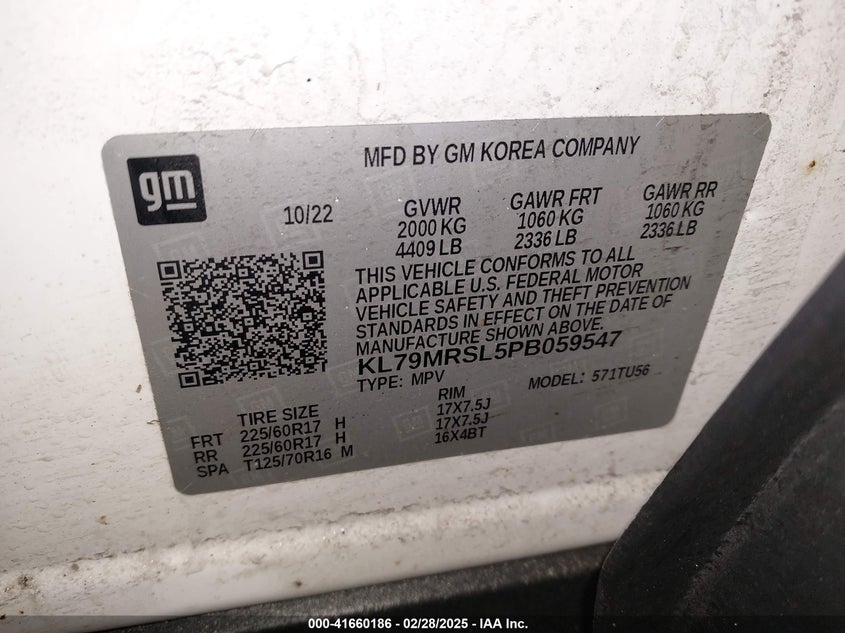 gm
MFD BY GM KOREA COMPANY
10/22
GVWR
2000 KG
4409 LB
GAWR FRT
1060 KG
2336 LB
GAWR RR
1060 KG
2336 LB
THIS VEHICLE CONFORMS TO ALL
APPLICABLE U.S. FEDERAL MOTOR
VEHICLE SAFETY AND THEFT PREVENTION
STANDARDS IN EFFECT ON THE DATE OF
MANUFACTURE SHOWN ABOVE.
KL79MRSL5PB059547
TYPE: MPV
MODEL: 571TU56
TIRE SIZE
RIM
FRT 225/60R17 H 17X7.5J
RR 225/60R17 H 17X7.5J
SPA T125/70R16 M 16X4BT
000-41660186 - 02/28/2025 - IAA Inc.